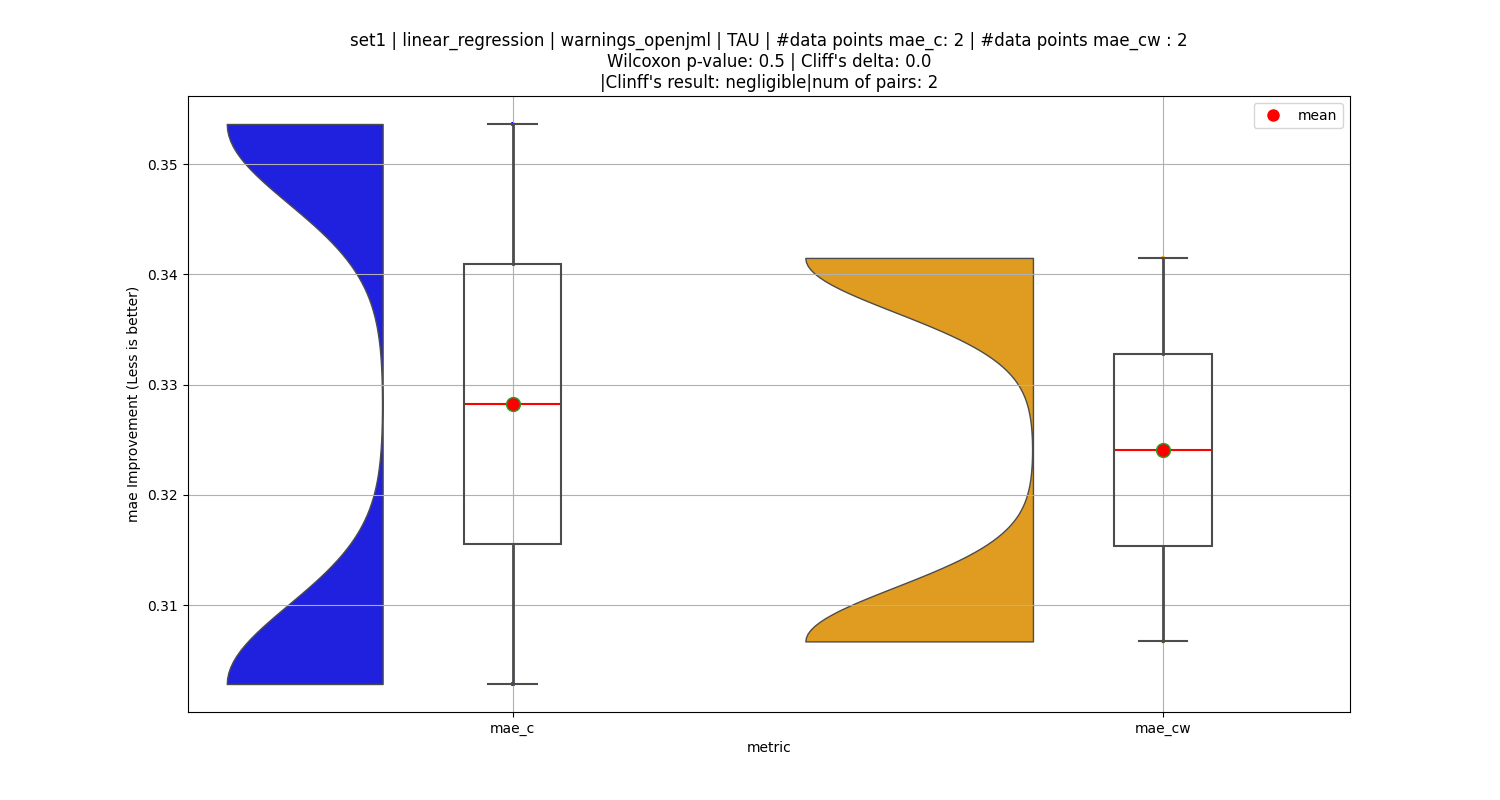 set1 | linear_regression | warnings_openjml | TAU | #data points mae_c: 2 | #data points mae_cw : 2
Wilcoxon p-value: 0.5 | Cliff's delta: 0.0
|Clinff's result: negligible|num of pairs: 2
mean
mae Improvement (Less is better)
0.35
0.34
0.33
0.32
0.31
mae_c
mae_cw
metric